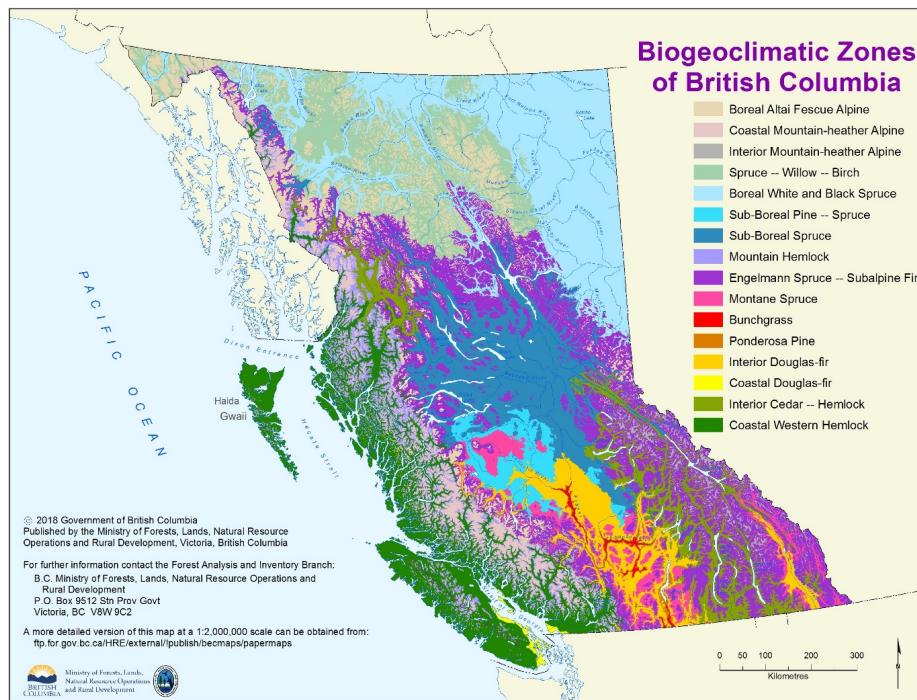 Biogeoclimatic Zones
of British Columbia
Boreal Altai Fescue Alpine
Coastal Mountain-heather Alpine
Interior Mountain-heather Alpine
Spruce -- Willow -- Birch
Boreal White and Black Spruce
Sub-Boreal Pine -- Spruce
Sub-Boreal Spruce
Mountain Hemlock
Engelmann Spruce -- Subalpine Fir
Montane Spruce
Bunchgrass
Ponderosa Pine
Interior Douglas-fir
Coastal Douglas-fir
Interior Cedar -- Hemlock
Coastal Western Hemlock
PACIFIC OCEAN
Dixon Entrance
Haida
Gwaii
Hecate Strait
© 2018 Government of British Columbia
Published by the Ministry of Forests, Lands, Natural Resource
Operations and Rural Development, Victoria, British Columbia
For further information contact the Forest Analysis and Inventory Branch:
B.C. Ministry of Forests, Lands, Natural Resource Operations and
Rural Development
P.O. Box 9512 Stn Prov Govt
Victoria, BC V8W 9C2
A more detailed version of this map at a 1:2,000,000 scale can be obtained from:
ftp.for.gov.bc.ca/HRE/external/!publish/becmaps/papermaps
BRITISH
COLUMBIA
Ministry of Forests, Lands,
Natural Resource Operations
and Rural Development
0 50 100 200 300
Kilometres
N